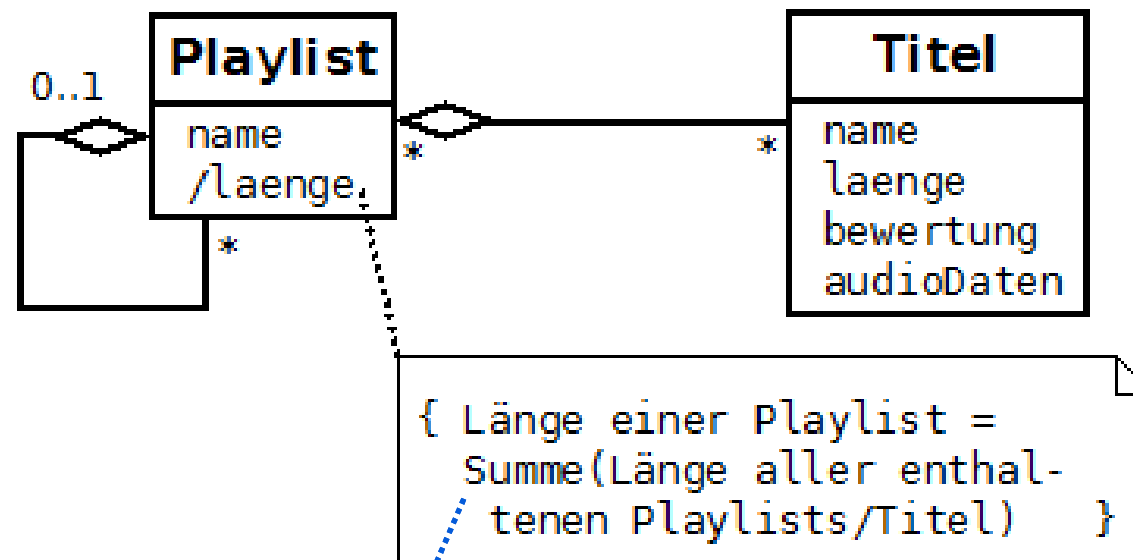 0..1
Playlist
name
/laenge
*
*
*
Titel
name
laenge
bewertung
audioDaten
{ Länge einer Playlist =
Summe(Länge aller enthal-
tenen Playlists/Titel) }